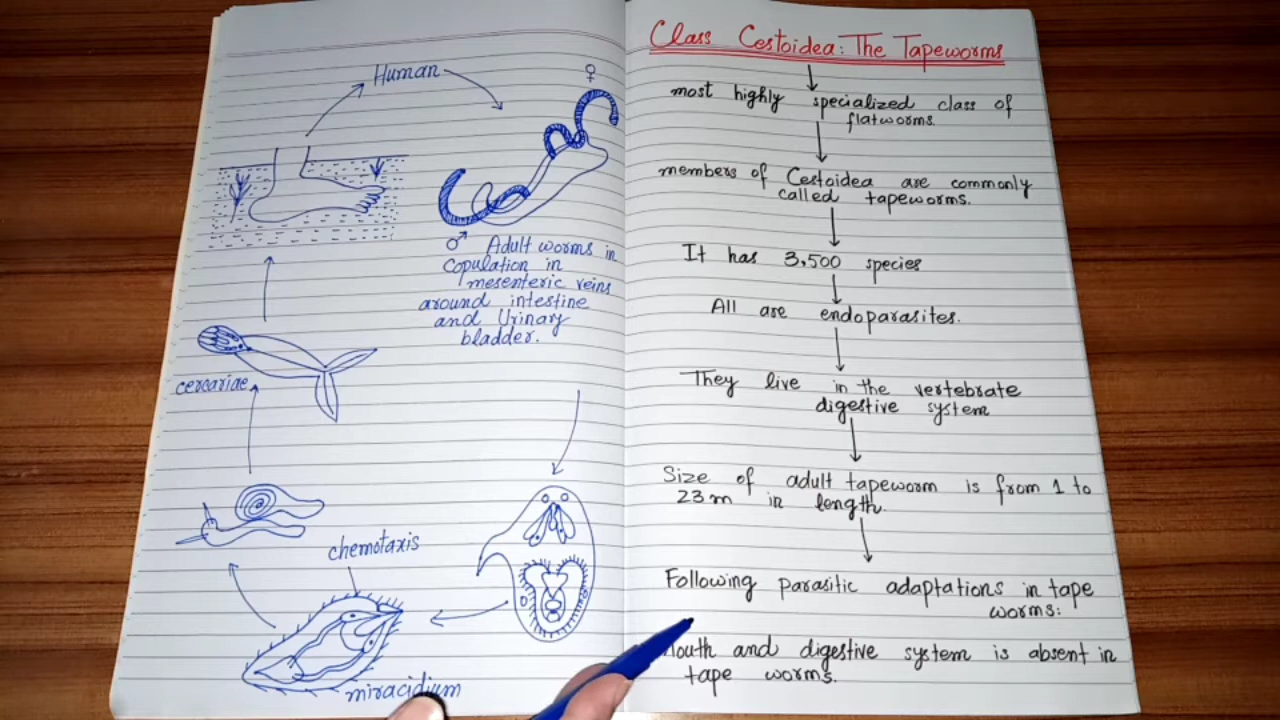 Human
♀
♂ Adult worms in
copulation in
mesenteric veins
around intestine
and Urinary
bladder.
cercariae
chemotaxis
miracidium
Class Cestoidea: The Tapeworms
most highly specialized class of
flatworms.
members of Cestoidea are commonly
called tapeworms.
It has 3,500 species
All are endoparasites.
They live in the vertebrate
digestive system
Size of adult tapeworm is from 1 to
23 m in length.
Following parasitic adaptations in tape
worms:
Mouth and digestive system is absent in
tape worms.